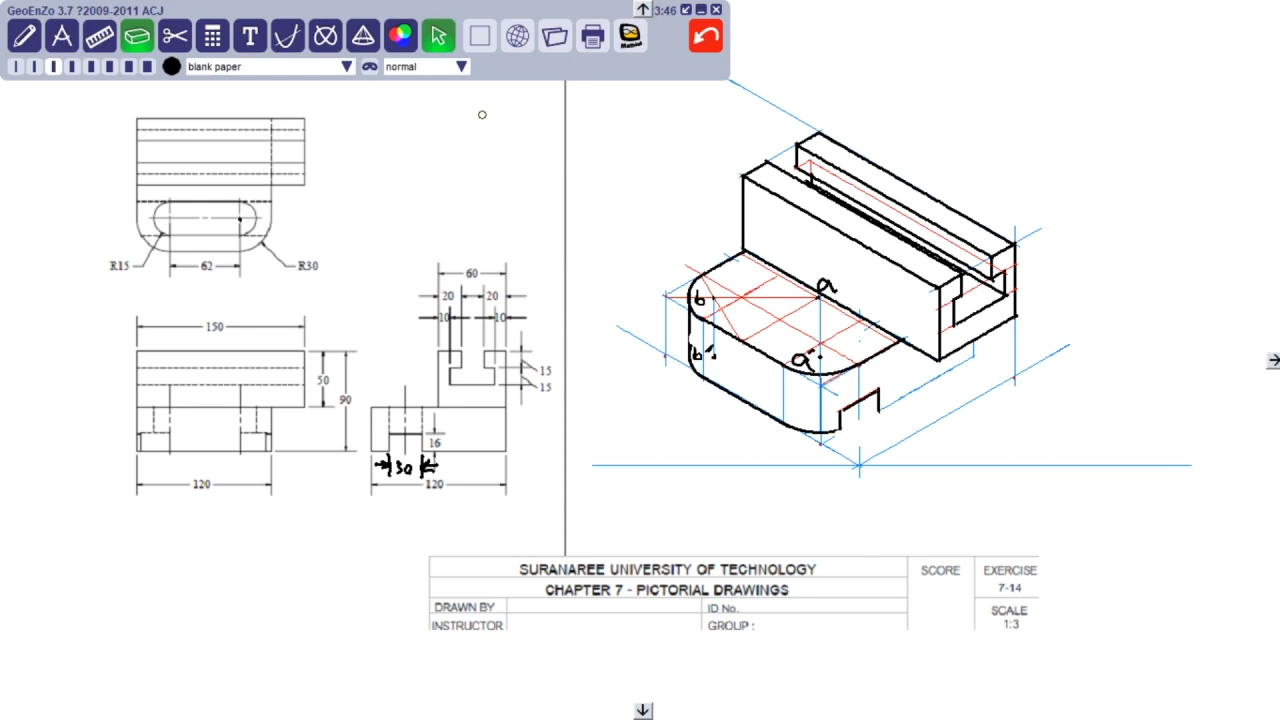 GeoEnZo 3.7 ?2009-2011 ACJ
3:46
T
Mathiel
blank paper
normal
R15
62
R30
150
50
90
120
60
20
20
10
10
15
15
16
30
120
a
b
a'
b'
SURANAREE UNIVERSITY OF TECHNOLOGY
SCORE
EXERCISE
CHAPTER 7 - PICTORIAL DRAWINGS
7-14
DRAWN BY
ID No.
SCALE
INSTRUCTOR
GROUP :
1:3